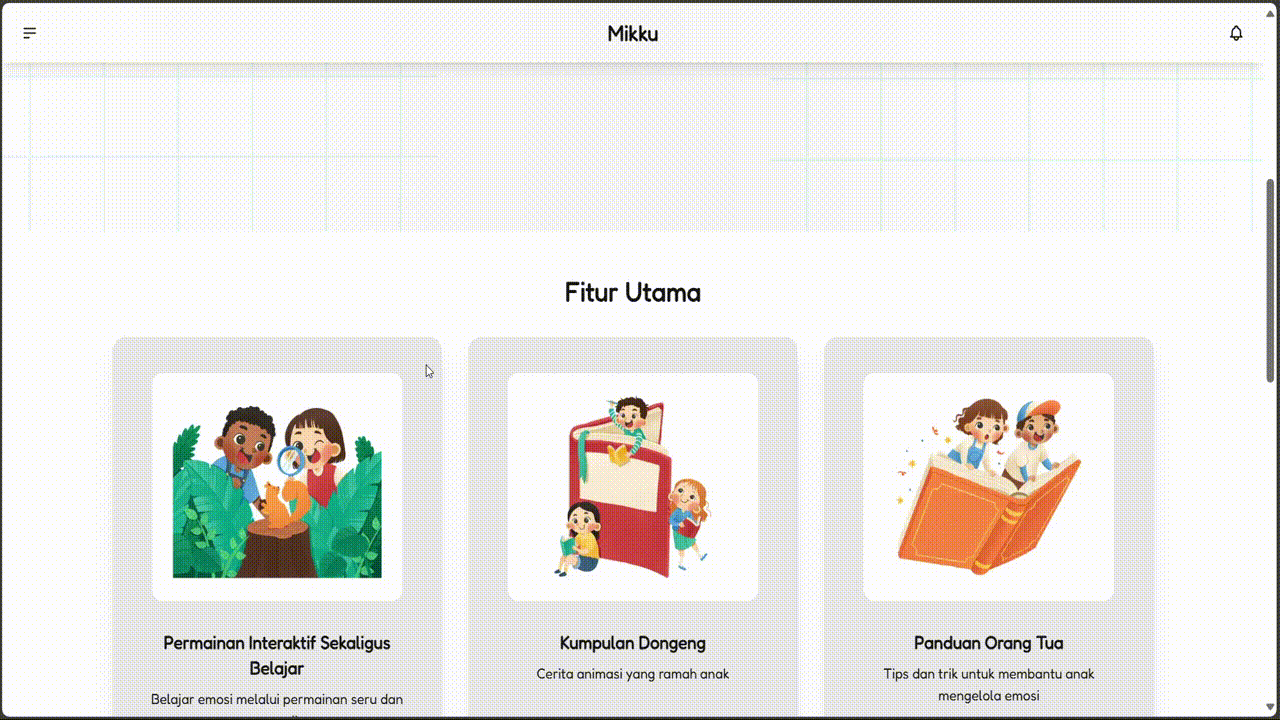 Mikku
Fitur Utama
Permainan Interaktif Sekaligus
Belajar
Belajar emosi melalui permainan seru dan
Kumpulan Dongeng
Cerita animasi yang ramah anak
Panduan Orang Tua
Tips dan trik untuk membantu anak
mengelola emosi